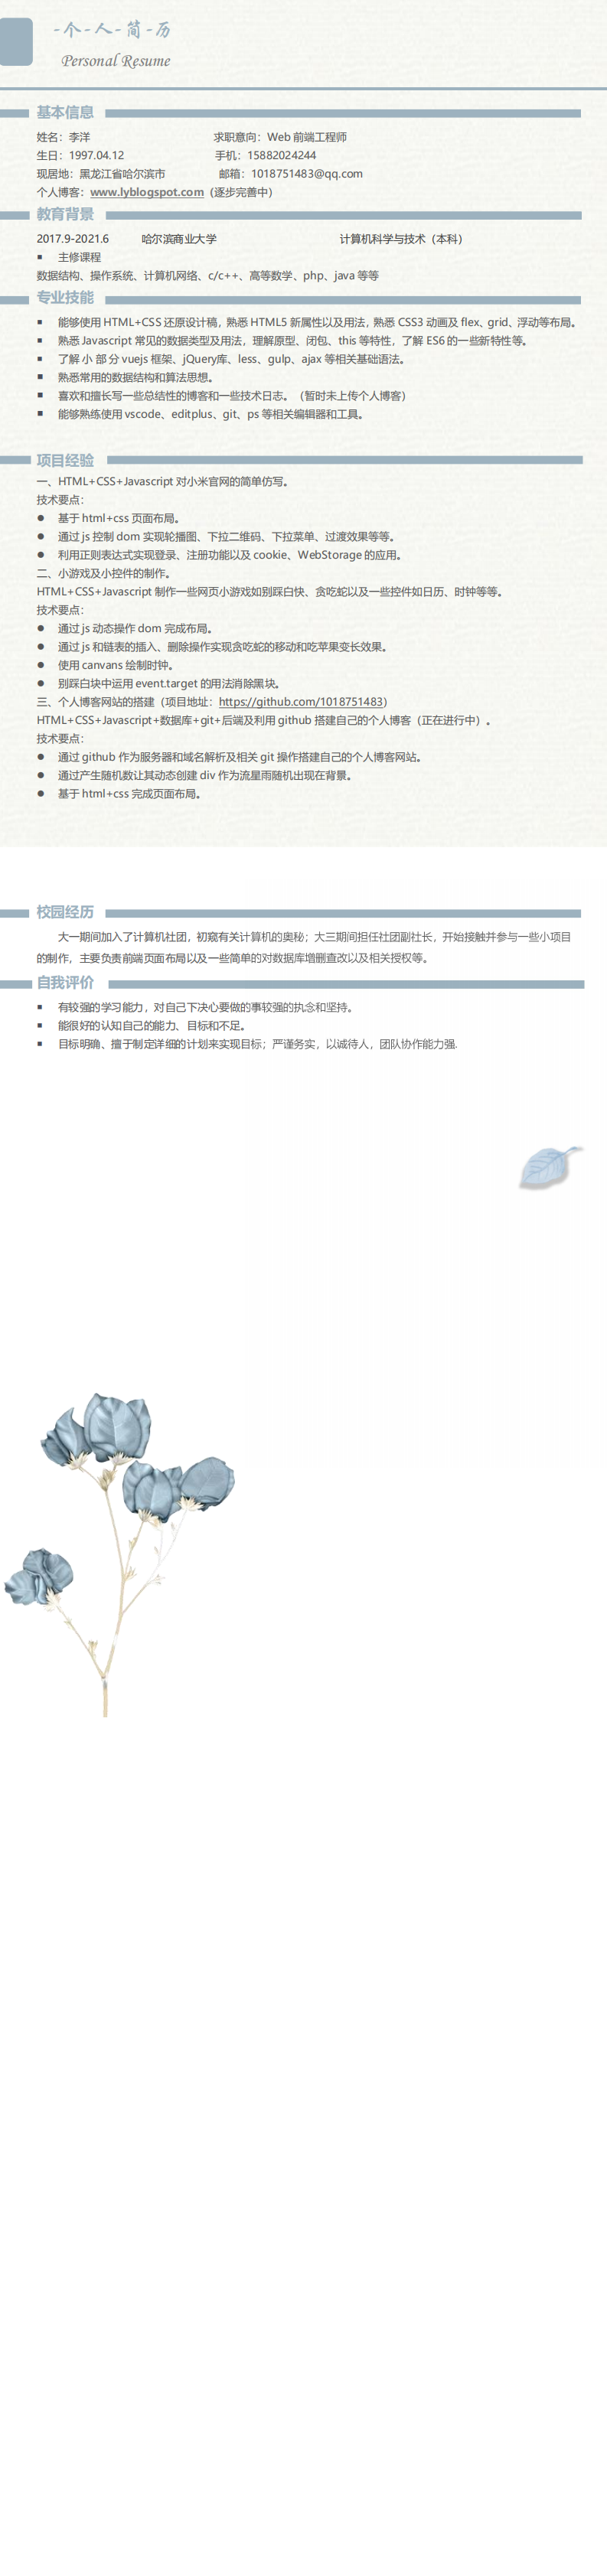 -个-人-简-历
Personal Resume
基本信息
姓名：李洋 求职意向：Web 前端工程师
生日：1997.04.12 手机：15882024244
现居地：黑龙江省哈尔滨市 邮箱：1018751483@qq.com
个人博客：www.lyblogspot.com（逐步完善中）
教育背景
2017.9-2021.6 哈尔滨商业大学 计算机科学与技术（本科）
▪ 主修课程
数据结构、操作系统、计算机网络、c/c++、高等数学、php、java 等等
专业技能
▪ 能够使用 HTML+CSS 还原设计稿，熟悉 HTML5 新属性以及用法，熟悉 CSS3 动画及 flex、grid、浮动等布局。
▪ 熟悉 Javascript 常见的数据类型及用法，理解原型、闭包、this 等特性，了解 ES6 的一些新特性等。
▪ 了解 小 部 分 vuejs 框架、jQuery库、less、gulp、ajax 等相关基础语法。
▪ 熟悉常用的数据结构和算法思想。
▪ 喜欢和擅长写一些总结性的博客和一些技术日志。（暂时未上传个人博客）
▪ 能够熟练使用 vscode、editplus、git、ps 等相关编辑器和工具。
项目经验
一、HTML+CSS+Javascript 对小米官网的简单仿写。
技术要点：
● 基于 html+css 页面布局。
● 通过 js 控制 dom 实现轮播图、下拉二维码、下拉菜单、过渡效果等等。
● 利用正则表达式实现登录、注册功能以及 cookie、WebStorage 的应用。
二、小游戏及小控件的制作。
HTML+CSS+Javascript 制作一些网页小游戏如别踩白快、贪吃蛇以及一些控件如日历、时钟等等。
技术要点：
● 通过 js 动态操作 dom 完成布局。
● 通过 js 和链表的插入、删除操作实现贪吃蛇的移动和吃苹果变长效果。
● 使用 canvans 绘制时钟。
● 别踩白块中运用 event.target 的用法消除黑块。
三、个人博客网站的搭建（项目地址：https://github.com/1018751483）
HTML+CSS+Javascript+数据库+git+后端及利用 github 搭建自己的个人博客（正在进行中）。
技术要点：
● 通过 github 作为服务器和域名解析及相关 git 操作搭建自己的个人博客网站。
● 通过产生随机数让其动态创建 div 作为流星雨随机出现在背景。
● 基于 html+css 完成页面布局。
校园经历
大一期间加入了计算机社团，初窥有关计算机的奥秘；大三期间担任社团副社长，开始接触并参与一些小项目
的制作，主要负责前端页面布局以及一些简单的对数据库增删查改以及相关授权等。
自我评价
▪ 有较强的学习能力，对自己下决心要做的事较强的执念和坚持。
▪ 能很好的认知自己的能力、目标和不足。
▪ 目标明确、擅于制定详细的计划来实现目标；严谨务实，以诚待人，团队协作能力强.